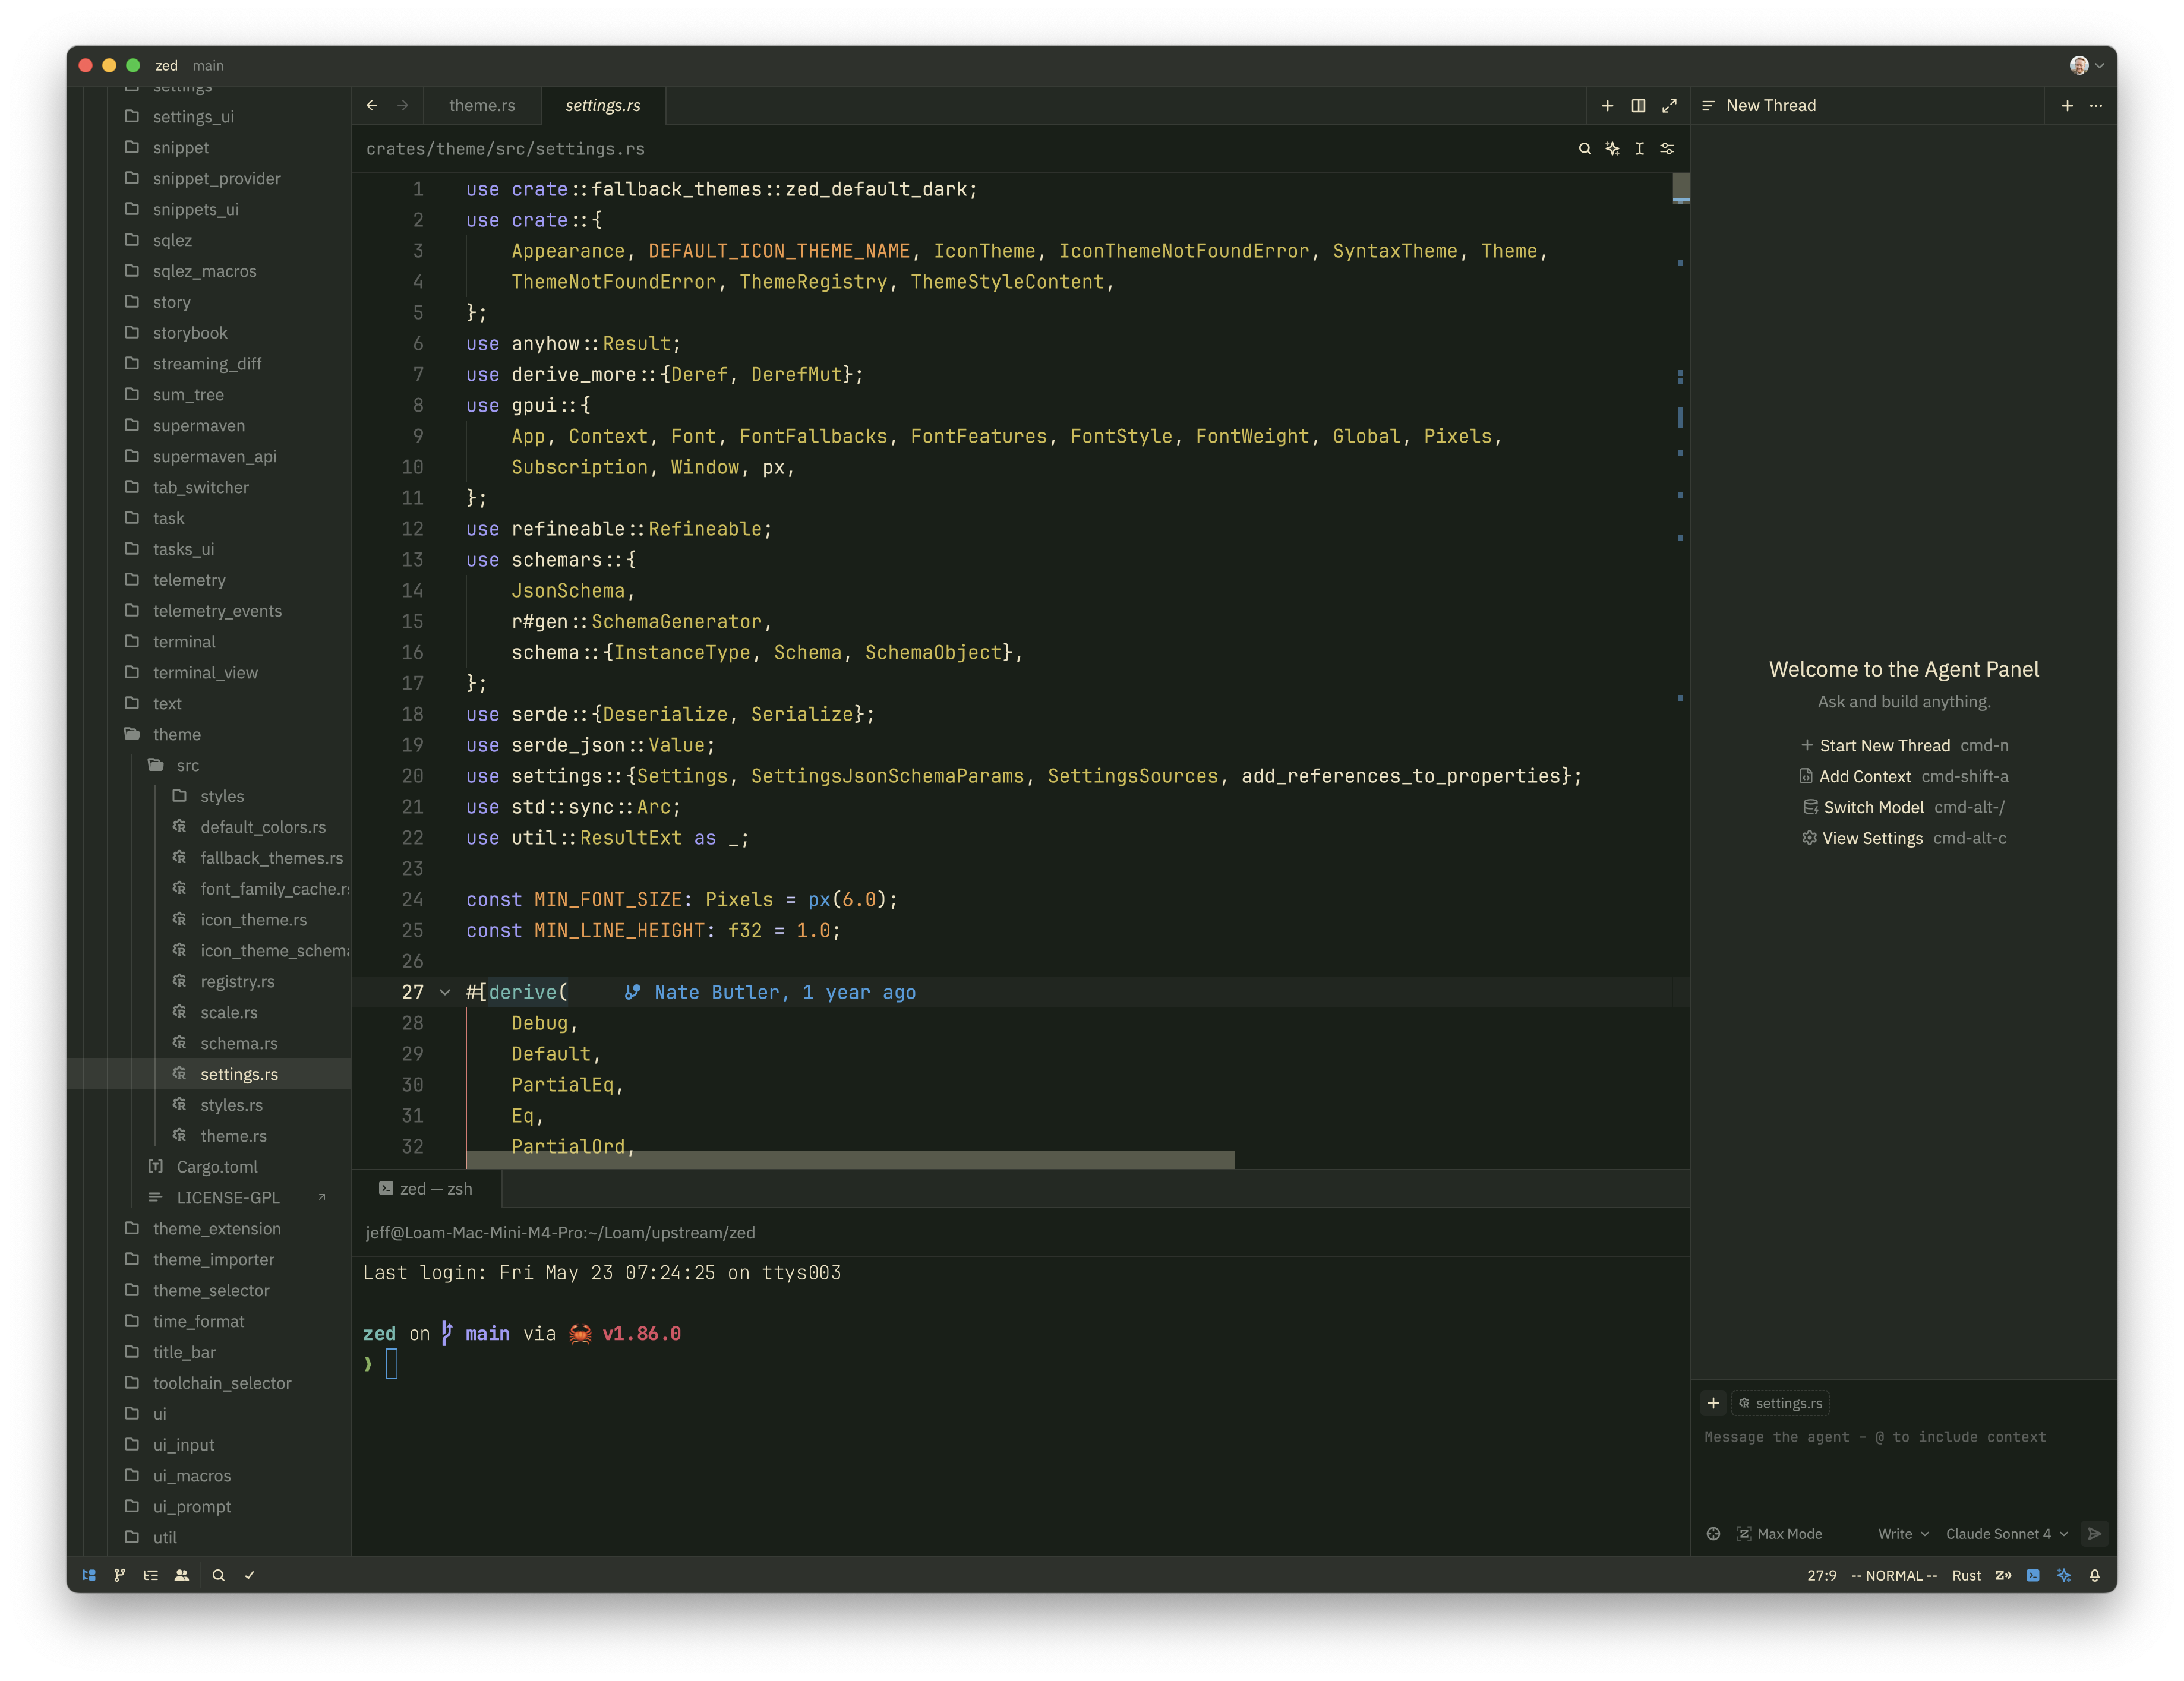 zed main
settings
settings_ui
snippet
snippet_provider
snippets_ui
sqlez
sqlez_macros
story
storybook
streaming_diff
sum_tree
supermaven
supermaven_api
tab_switcher
task
tasks_ui
telemetry
telemetry_events
terminal
terminal_view
text
theme
src
styles
default_colors.rs
fallback_themes.rs
font_family_cache.rs
icon_theme.rs
icon_theme_schema
registry.rs
scale.rs
schema.rs
settings.rs
styles.rs
theme.rs
Cargo.toml
LICENSE-GPL
theme_extension
theme_importer
theme_selector
time_format
title_bar
toolchain_selector
ui
ui_input
ui_macros
ui_prompt
util
theme.rs settings.rs
crates/theme/src/settings.rs
1 use crate::fallback_themes::zed_default_dark;
2 use crate::{
3 Appearance, DEFAULT_ICON_THEME_NAME, IconTheme, IconThemeNotFoundError, SyntaxTheme, Theme,
4 ThemeNotFoundError, ThemeRegistry, ThemeStyleContent,
5 };
6 use anyhow::Result;
7 use derive_more::{Deref, DerefMut};
8 use gpui::{
9 App, Context, Font, FontFallbacks, FontFeatures, FontStyle, FontWeight, Global, Pixels,
10 Subscription, Window, px,
11 };
12 use refineable::Refineable;
13 use schemars::{
14 JsonSchema,
15 r#gen::SchemaGenerator,
16 schema::{InstanceType, Schema, SchemaObject},
17 };
18 use serde::{Deserialize, Serialize};
19 use serde_json::Value;
20 use settings::{Settings, SettingsJsonSchemaParams, SettingsSources, add_references_to_properties};
21 use std::sync::Arc;
22 use util::ResultExt as _;
23
24 const MIN_FONT_SIZE: Pixels = px(6.0);
25 const MIN_LINE_HEIGHT: f32 = 1.0;
26
27 #[derive( Nate Butler, 1 year ago
28 Debug,
29 Default,
30 PartialEq,
31 Eq,
32 PartialOrd,
zed — zsh
jeff@Loam-Mac-Mini-M4-Pro:~/Loam/upstream/zed
Last login: Fri May 23 07:24:25 on ttys003
zed on main via 🦀 v1.86.0
❯
New Thread
Welcome to the Agent Panel
Ask and build anything.
Start New Thread cmd-n
Add Context cmd-shift-a
Switch Model cmd-alt-/
View Settings cmd-alt-c
settings.rs
Message the agent – @ to include context
Max Mode Write Claude Sonnet 4
27:9 -- NORMAL -- Rust